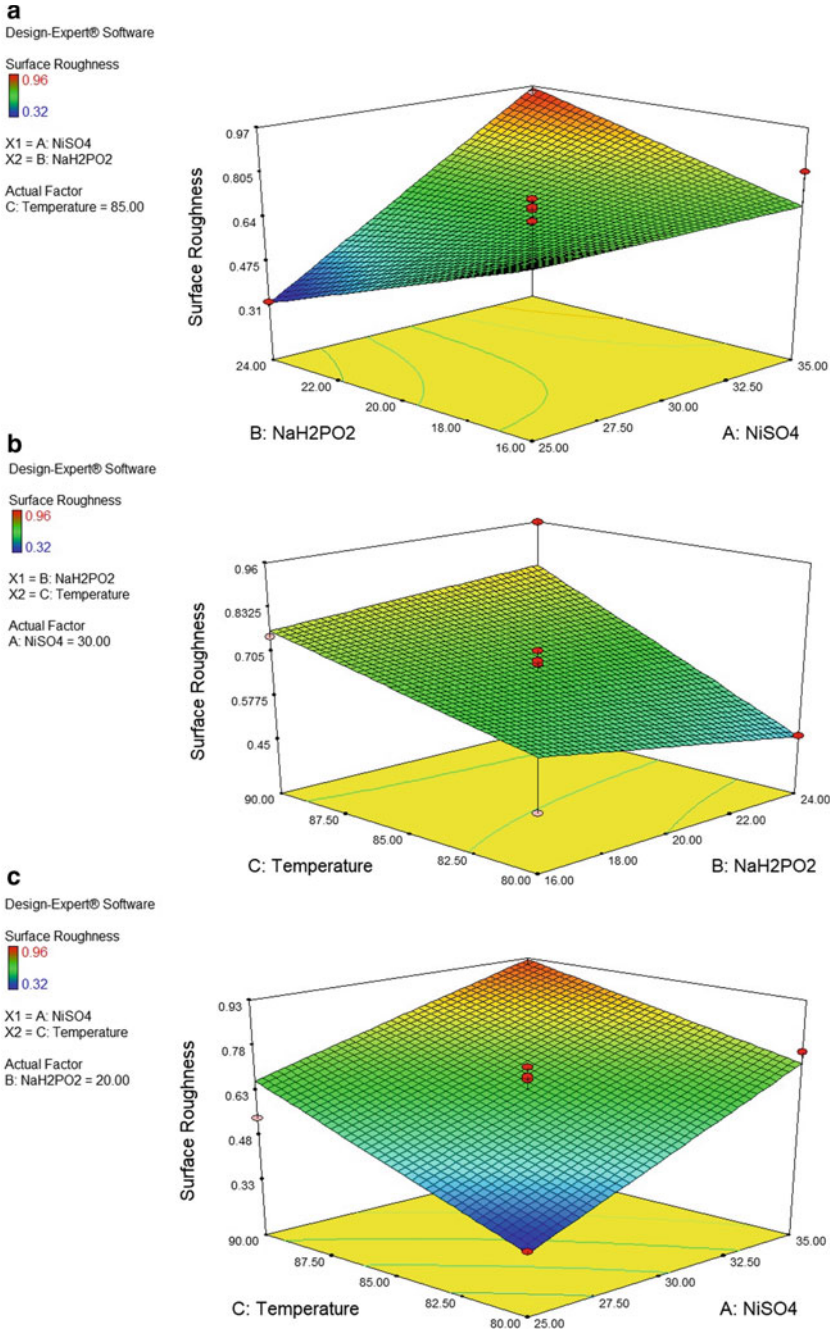 a
Design-Expert® Software
Surface Roughness
0.96
0.32
X1 = A: NiSO4
X2 = B: NaH2PO2
Actual Factor
C: Temperature = 85.00
Surface Roughness
0.97
0.805
0.64
0.475
0.31
24.00
22.00
20.00
18.00
16.00
25.00
27.50
30.00
32.50
35.00
B: NaH2PO2
A: NiSO4
b
Design-Expert® Software
Surface Roughness
0.96
0.32
X1 = B: NaH2PO2
X2 = C: Temperature
Actual Factor
A: NiSO4 = 30.00
Surface Roughness
0.96
0.8325
0.705
0.5775
0.45
90.00
87.50
85.00
82.50
80.00
16.00
18.00
20.00
22.00
24.00
C: Temperature
B: NaH2PO2
c
Design-Expert® Software
Surface Roughness
0.96
0.32
X1 = A: NiSO4
X2 = C: Temperature
Actual Factor
B: NaH2PO2 = 20.00
Surface Roughness
0.93
0.78
0.63
0.48
0.33
90.00
87.50
85.00
82.50
80.00
25.00
27.50
30.00
32.50
35.00
C: Temperature
A: NiSO4